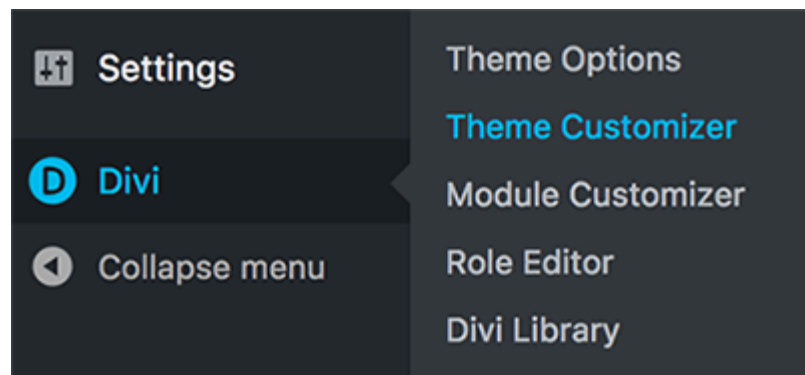 Settings
D Divi
Collapse menu
Theme Options
Theme Customizer
Module Customizer
Role Editor
Divi Library